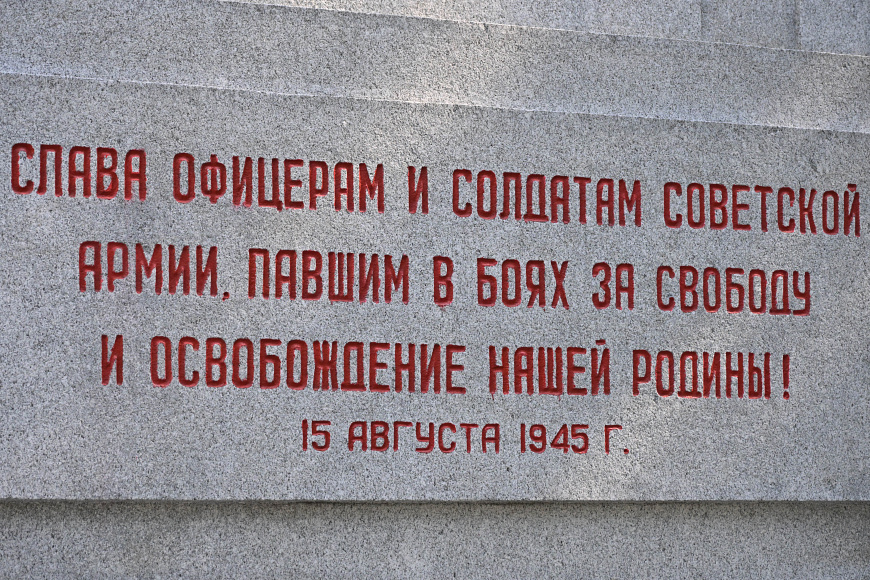 СЛАВА ОФИЦЕРАМ И СОЛДАТАМ СОВЕТСКОЙ
АРМИИ, ПАВШИМ В БОЯХ ЗА СВОБОДУ
И ОСВОБОЖДЕНИЕ НАШЕЙ РОДИНЫ!
15 АВГУСТА 1945 Г.